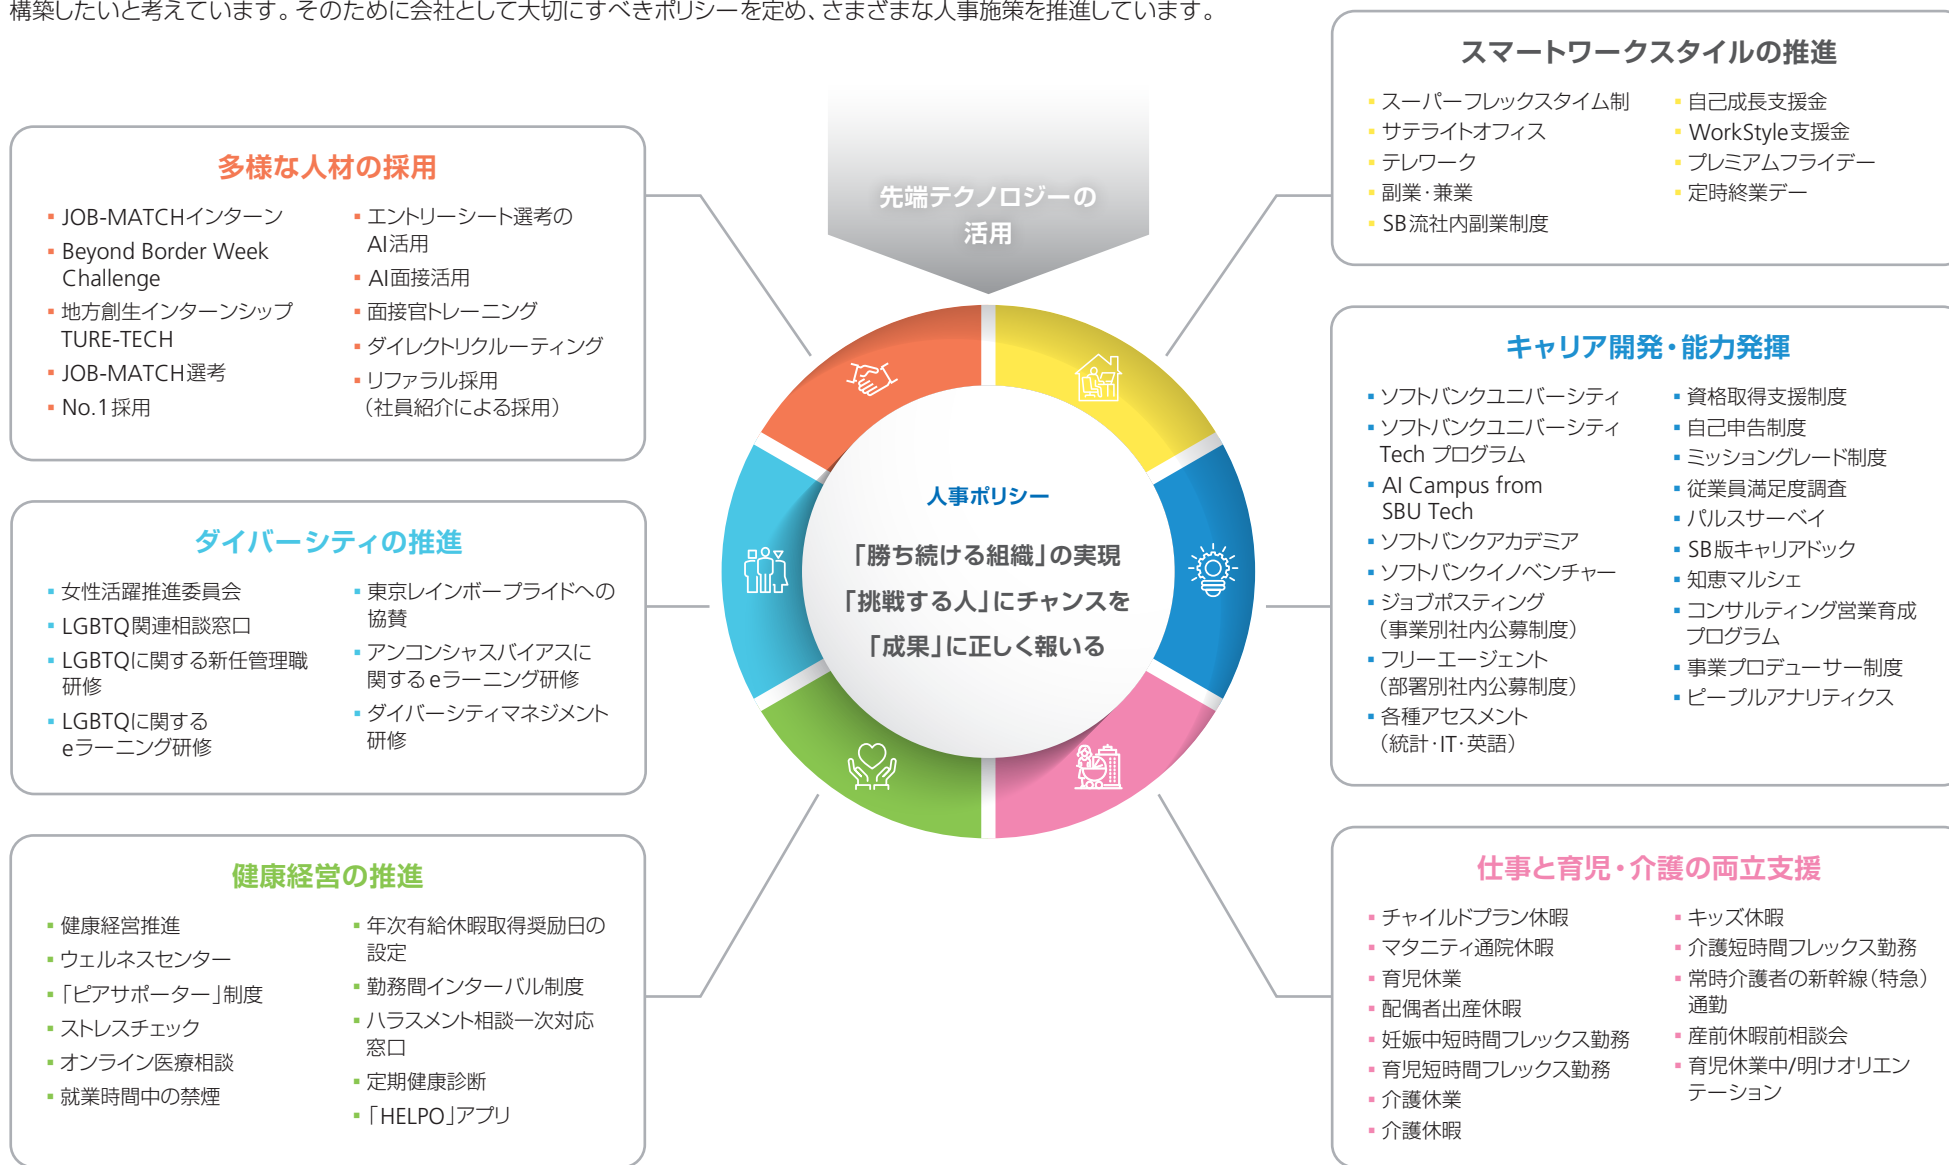 構築したいと考えています。そのために会社として大切にすべきポリシーを定め、さまざまな人事施策を推進しています。
先端テクノロジーの
活用
多様な人材の採用
▪ JOB-MATCHインターン
▪ Beyond Border Week
Challenge
▪ 地方創生インターンシップ
TURE-TECH
▪ JOB-MATCH選考
▪ No.1採用
▪ エントリーシート選考の
AI活用
▪ AI面接活用
▪ 面接官トレーニング
▪ ダイレクトリクルーティング
▪ リファラル採用
（社員紹介による採用）
ダイバーシティの推進
▪ 女性活躍推進委員会
▪ LGBTQ関連相談窓口
▪ LGBTQに関する新任管理職
研修
▪ LGBTQに関する
eラーニング研修
▪ 東京レインボープライドへの
協賛
▪ アンコンシャスバイアスに
関するeラーニング研修
▪ ダイバーシティマネジメント
研修
健康経営の推進
▪ 健康経営推進
▪ ウェルネスセンター
▪ 「ピアサポーター」制度
▪ ストレスチェック
▪ オンライン医療相談
▪ 就業時間中の禁煙
▪ 年次有給休暇取得奨励日の
設定
▪ 勤務間インターバル制度
▪ ハラスメント相談一次対応
窓口
▪ 定期健康診断
▪ 「HELPO」アプリ
人事ポリシー
「勝ち続ける組織」の実現
「挑戦する人」にチャンスを
「成果」に正しく報いる
スマートワークスタイルの推進
▪ スーパーフレックスタイム制
▪ サテライトオフィス
▪ テレワーク
▪ 副業・兼業
▪ SB流社内副業制度
▪ 自己成長支援金
▪ WorkStyle支援金
▪ プレミアムフライデー
▪ 定時終業デー
キャリア開発・能力発揮
▪ ソフトバンクユニバーシティ
▪ ソフトバンクユニバーシティ
Tech プログラム
▪ AI Campus from
SBU Tech
▪ ソフトバンクアカデミア
▪ ソフトバンクイノベンチャー
▪ ジョブポスティング
（事業別社内公募制度）
▪ フリーエージェント
（部署別社内公募制度）
▪ 各種アセスメント
（統計・IT・英語）
▪ 資格取得支援制度
▪ 自己申告制度
▪ ミッショングレード制度
▪ 従業員満足度調査
▪ パルスサーベイ
▪ SB版キャリアドック
▪ 知恵マルシェ
▪ コンサルティング営業育成
プログラム
▪ 事業プロデューサー制度
▪ ピープルアナリティクス
仕事と育児・介護の両立支援
▪ チャイルドプラン休暇
▪ マタニティ通院休暇
▪ 育児休業
▪ 配偶者出産休暇
▪ 妊娠中短時間フレックス勤務
▪ 育児短時間フレックス勤務
▪ 介護休業
▪ 介護休暇
▪ キッズ休暇
▪ 介護短時間フレックス勤務
▪ 常時介護者の新幹線（特急）
通勤
▪ 産前休暇前相談会
▪ 育児休業中/明けオリエン
テーション